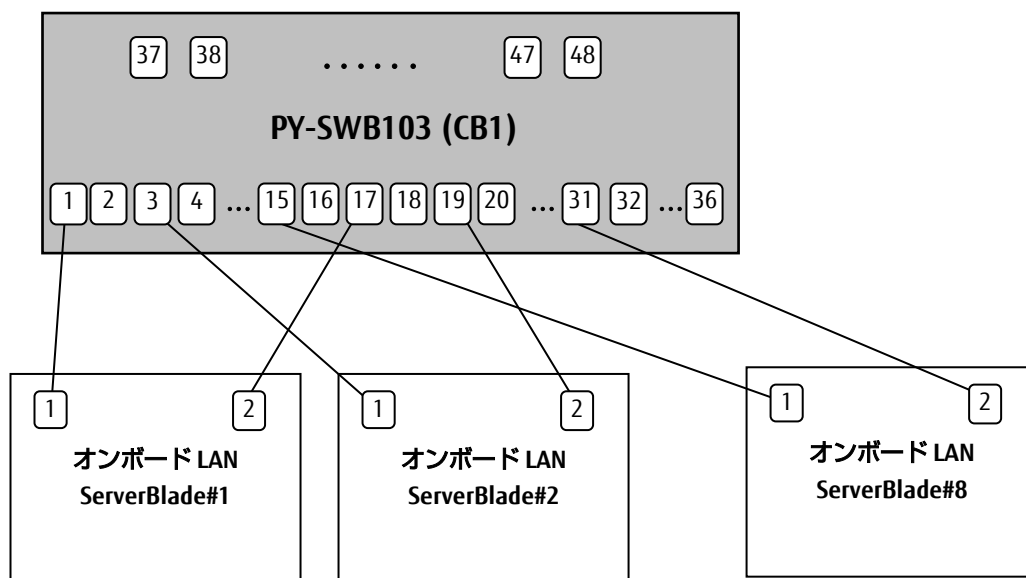 37 38 ...... 47 48
PY-SWB103 (CB1)
1 2 3 4 ... 15 16 17 18 19 20 ... 31 32 ... 36
1 2 1 2 1 2
オンボード LAN
ServerBlade#1
オンボード LAN
ServerBlade#2
オンボード LAN
ServerBlade#8